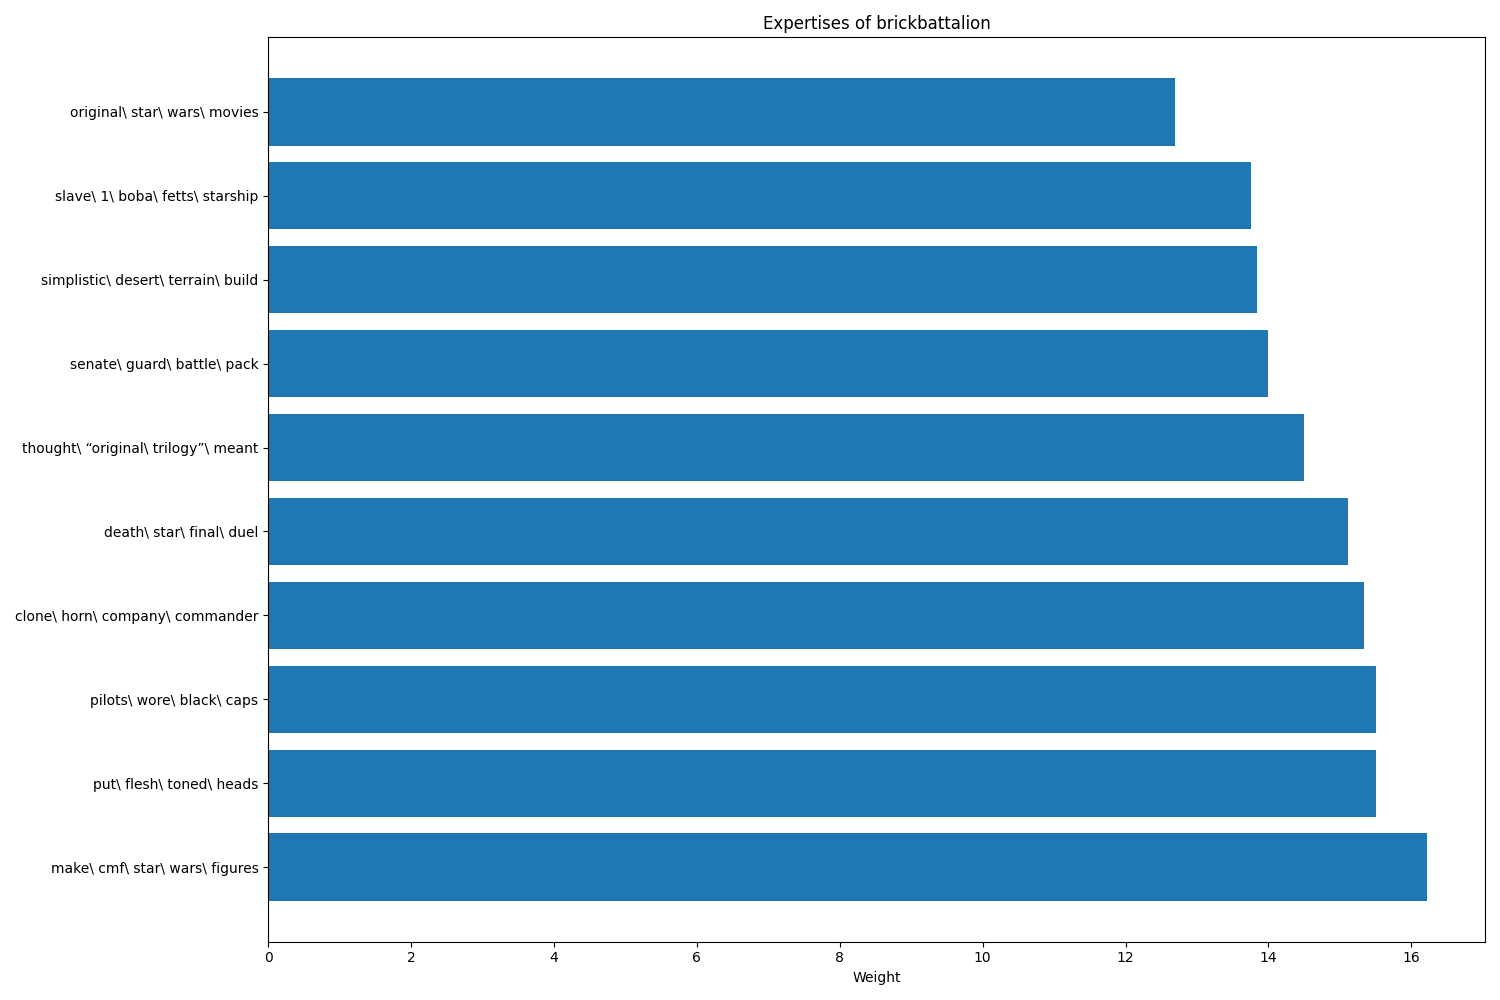 Expertises of brickbattalion
original\ star\ wars\ movies
slave\ 1\ boba\ fetts\ starship
simplistic\ desert\ terrain\ build
senate\ guard\ battle\ pack
thought\ “original\ trilogy”\ meant
death\ star\ final\ duel
clone\ horn\ company\ commander
pilots\ wore\ black\ caps
put\ flesh\ toned\ heads
make\ cmf\ star\ wars\ figures
0 2 4 6 8 10 12 14 16
Weight